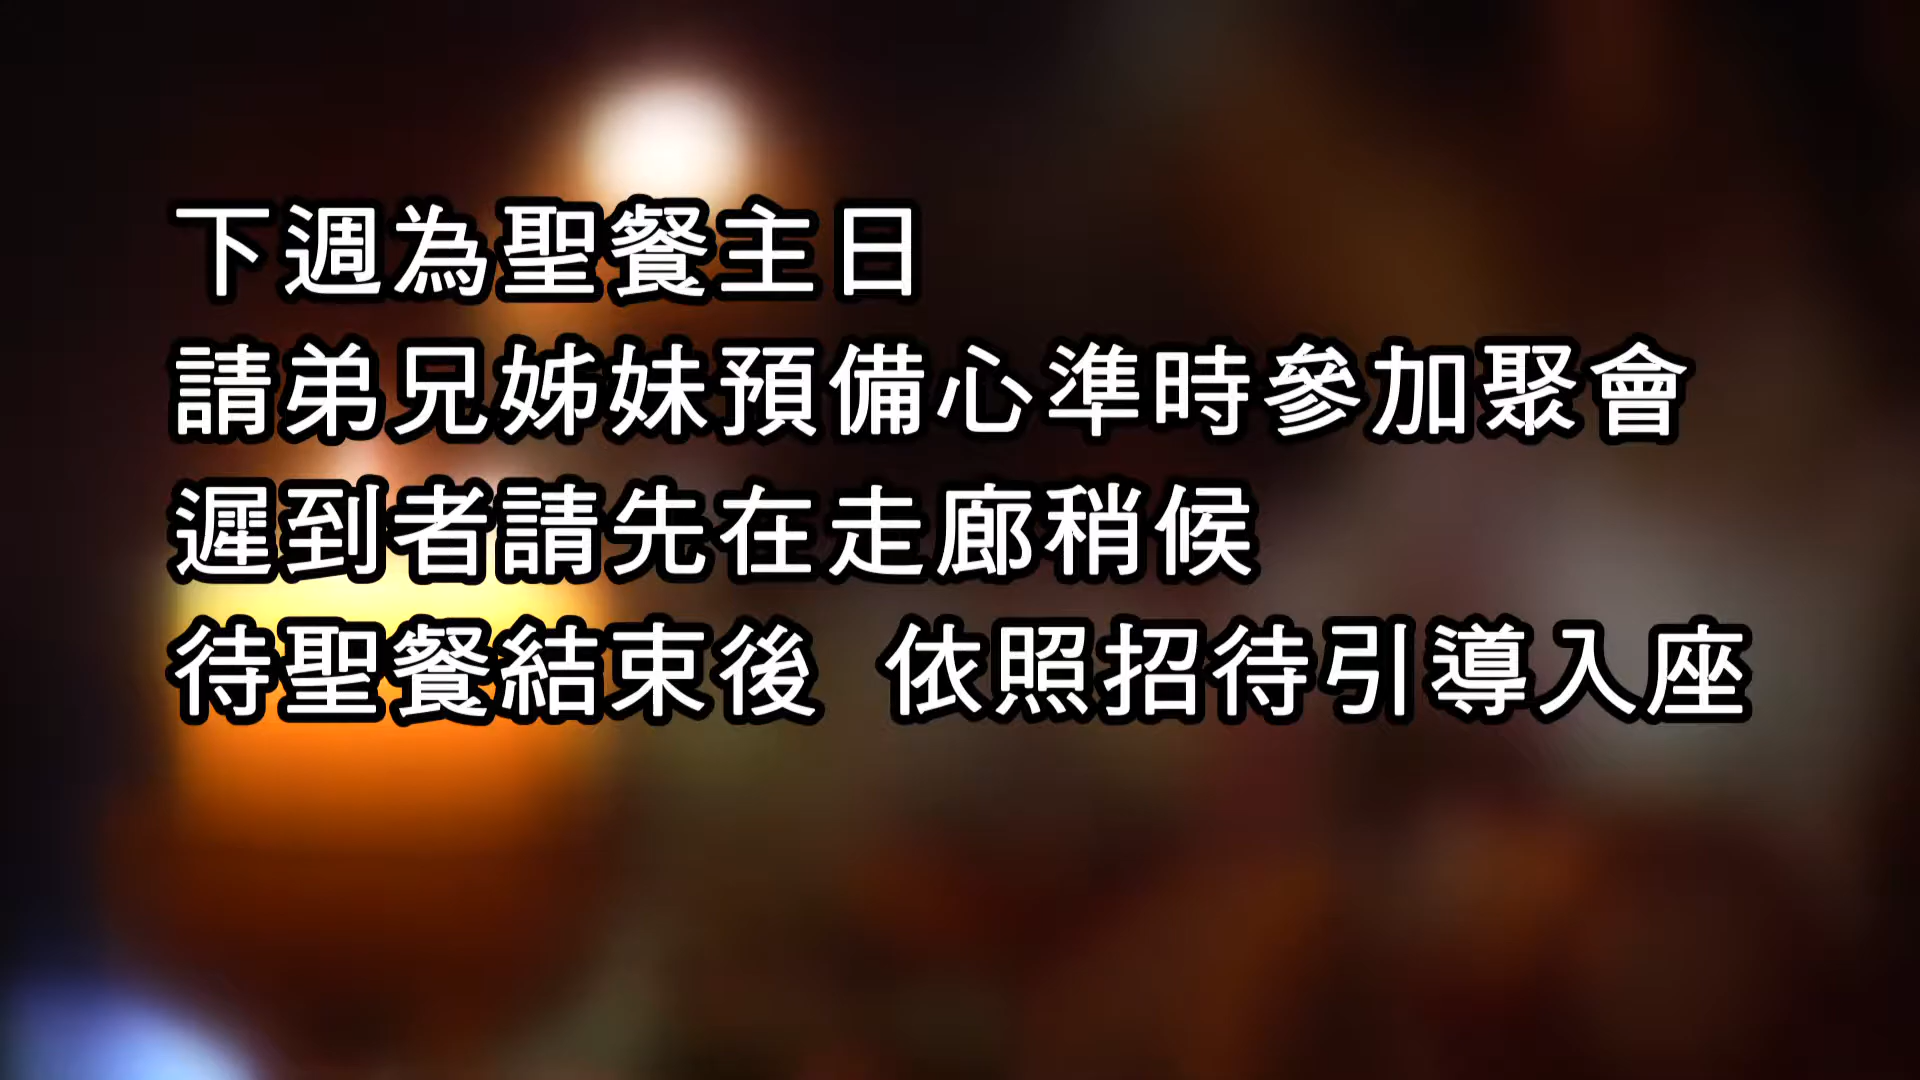 下週為聖餐主日
請弟兄姊妹預備心準時參加聚會
遲到者請先在走廊稍候
待聖餐結束後 依照招待引導入座